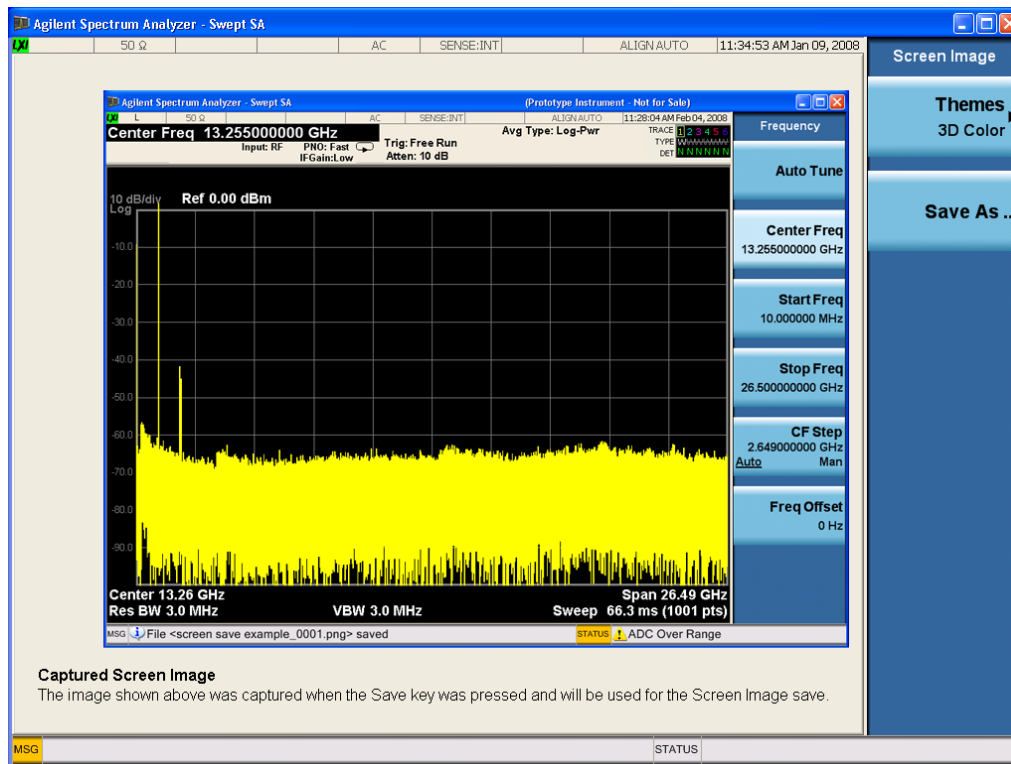 Agilent Spectrum Analyzer - Swept SA
LXI 50 Ω AC SENSE:INT ALIGN AUTO 11:34:53 AM Jan 09, 2008
Screen Image
Themes
3D Color
Save As ..
Agilent Spectrum Analyzer - Swept SA (Prototype Instrument - Not for Sale)
LXI L 50 Ω AC SENSE:INT ALIGN AUTO 11:28:04 AM Feb 04, 2008
Center Freq 13.255000000 GHz
Input: RF PNO: Fast
IFGain:Low
Trig: Free Run
Atten: 10 dB
Avg Type: Log-Pwr
TRACE 1 2 3 4 5 6
TYPE WWWWWW
DET N N N N N N
Frequency
Auto Tune
Center Freq
13.255000000 GHz
Start Freq
10.000000 MHz
Stop Freq
26.500000000 GHz
CF Step
2.649000000 GHz
Auto Man
Freq Offset
0 Hz
10 dB/div Ref 0.00 dBm
Log
-10.0
-20.0
-30.0
-40.0
-50.0
-60.0
-70.0
-80.0
-90.0
Center 13.26 GHz Span 26.49 GHz
Res BW 3.0 MHz VBW 3.0 MHz Sweep 66.3 ms (1001 pts)
MSG File <screen save example_0001.png> saved STATUS ADC Over Range
Captured Screen Image
The image shown above was captured when the Save key was pressed and will be used for the Screen Image save.
MSG STATUS